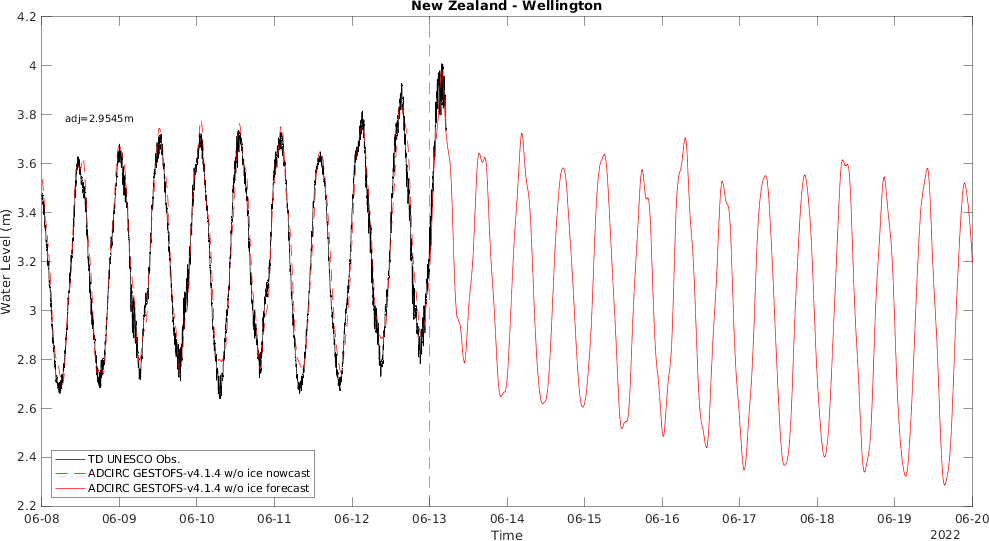 New Zealand - Wellington
4.2
4
3.8
3.6
3.4
3.2
3
2.8
2.6
2.4
2.2
Water Level (m)
adj=2.9545m
TD UNESCO Obs.
ADCIRC GESTOFS-v4.1.4 w/o ice nowcast
ADCIRC GESTOFS-v4.1.4 w/o ice forecast
06-08 06-09 06-10 06-11 06-12 06-13 06-14 06-15 06-16 06-17 06-18 06-19 06-20
Time
2022